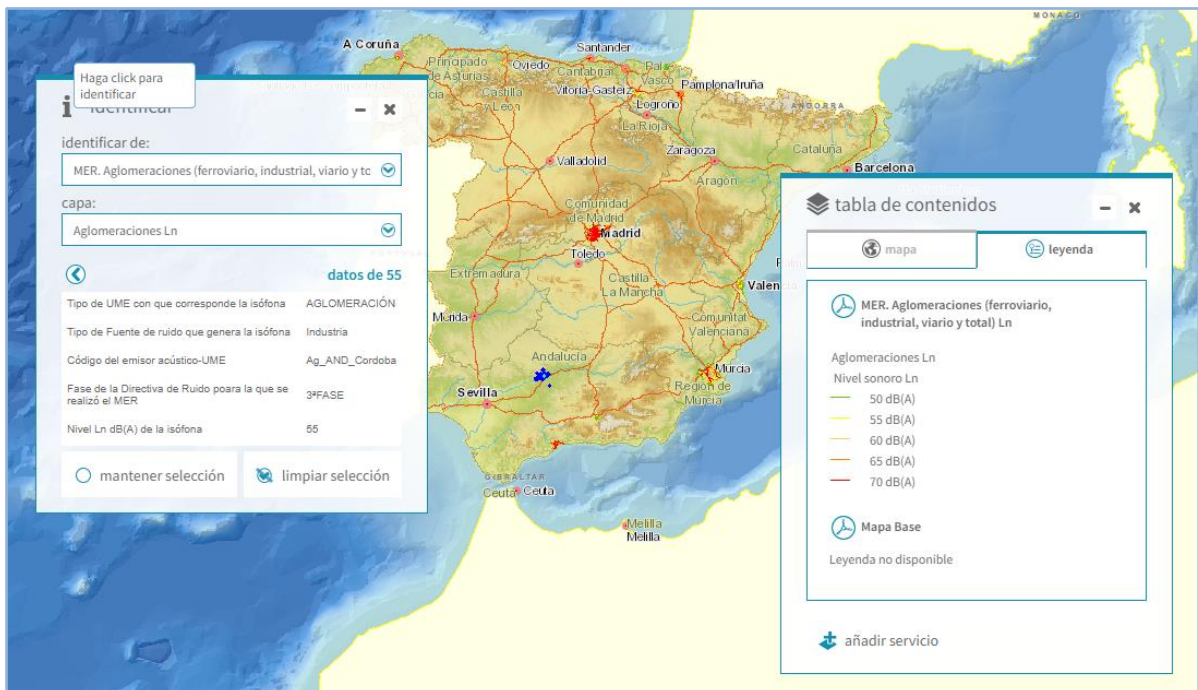 Haga click para
identificar
identificar
identificar de:
MER. Aglomeraciones (ferroviario, industrial, viario y to
capa:
Aglomeraciones Ln
datos de 55
Tipo de UME con que corresponde la isófona AGLOMERACIÓN
Tipo de Fuente de ruido que genera la isófona Industria
Código del emisor acústico-UME Ag_AND_Cordoba
Fase de la Directiva de Ruido poara la que se
realizó el MER 3ªFASE
Nivel Ln dB(A) de la isófona 55
mantener selección limpiar selección
MONACO
A Coruña
Santander
Principado
de Asturias
Oviedo
Cantabria
País
Vasco
Vitoria-Gasteiz
Pamplona/Iruña
Castilla
y León
Logroño
La Rioja
ANDORRA
Valladolid
Zaragoza
Cataluña
Barcelona
Aragón
Comunidad
de Madrid
Madrid
Toledo
Extremadura
Castilla -
La Mancha
Valen
Mérida
Comunitat
Valenciana
Andalucía
Murcia
Región de
Murcia
Sevilla
GIBRALTAR
Ceuta
Ceuta
Melilla
Melilla
tabla de contenidos
mapa leyenda
MER. Aglomeraciones (ferroviario,
industrial, viario y total) Ln
Aglomeraciones Ln
Nivel sonoro Ln
50 dB(A)
55 dB(A)
60 dB(A)
65 dB(A)
70 dB(A)
Mapa Base
Leyenda no disponible
añadir servicio